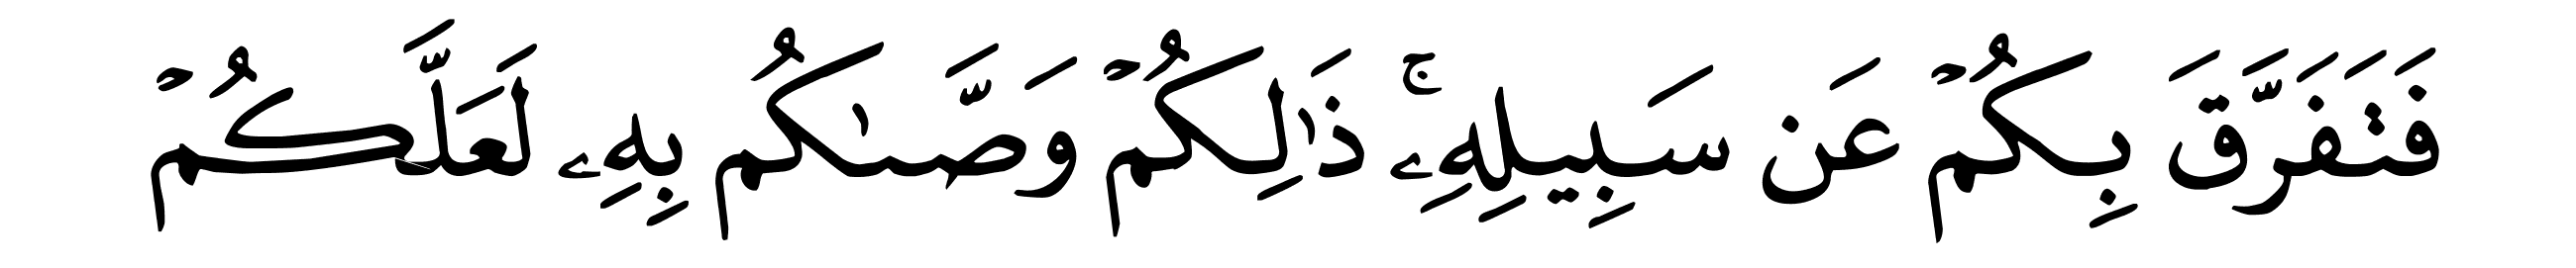 فَتَفَرَّقَ بِكُمْ عَن سَبِيلِهِۦۚ ذَٰلِكُمْ وَصَّىٰكُم بِهِۦ لَعَلَّكُمْ